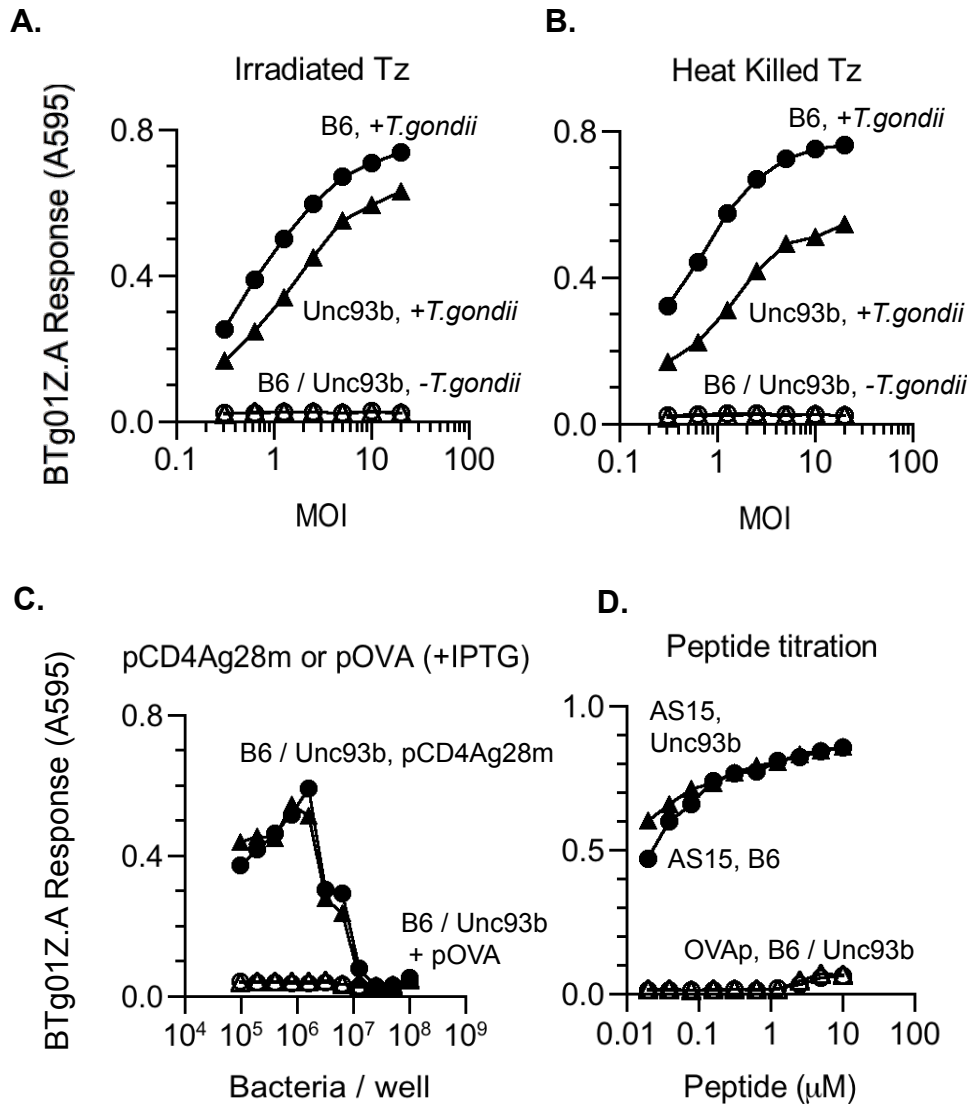 A.
B.
Irradiated Tz
Heat Killed Tz
BTg01Z.A Response (A595)
0.8
0.4
0.0
B6, +T.gondii
Unc93b, +T.gondii
B6 / Unc93b, -T.gondii
0.1
1
10
100
MOI
0.8
0.4
0.0
B6, +T.gondii
Unc93b, +T.gondii
B6 / Unc93b, -T.gondii
0.1
1
10
100
MOI
C.
D.
pCD4Ag28m or pOVA (+IPTG)
Peptide titration
BTg01Z.A Response (A595)
0.8
0.4
0.0
B6 / Unc93b, pCD4Ag28m
B6 / Unc93b
+ pOVA
10⁴
10⁵
10⁶
10⁷
10⁸
10⁹
Bacteria / well
1.0
0.5
0.0
AS15,
Unc93b
AS15, B6
OVAp, B6 / Unc93b
0.01
0.1
1
10
100
Peptide (μM)